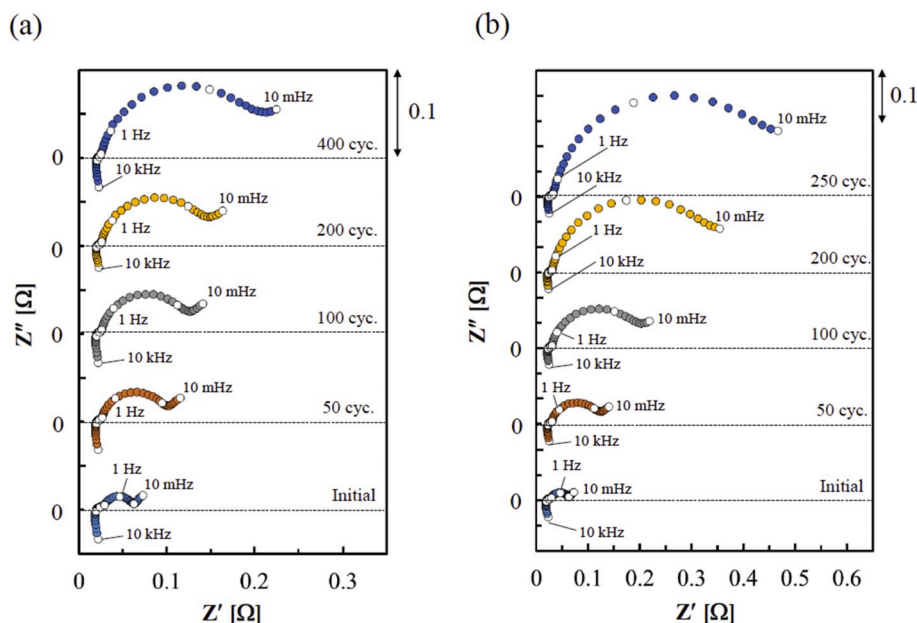 (a)
(b)
10 mHz
1 Hz
0
400 cyc.
10 kHz
0.1
10 mHz
1 Hz
0
200 cyc.
10 kHz
10 mHz
1 Hz
0
100 cyc.
10 kHz
10 mHz
1 Hz
0
50 cyc.
10 kHz
10 mHz
1 Hz
Initial
0
10 kHz
Z″ [Ω]
0
0.1
0.2
0.3
Z′ [Ω]
10 mHz
1 Hz
10 kHz
0
250 cyc.
0.1
10 mHz
1 Hz
10 kHz
0
200 cyc.
10 mHz
1 Hz
0
100 cyc.
10 kHz
10 mHz
1 Hz
0
50 cyc.
10 kHz
1 Hz
10 mHz
Initial
0
10 kHz
Z″ [Ω]
0
0.1
0.2
0.3
0.4
0.5
0.6
Z′ [Ω]